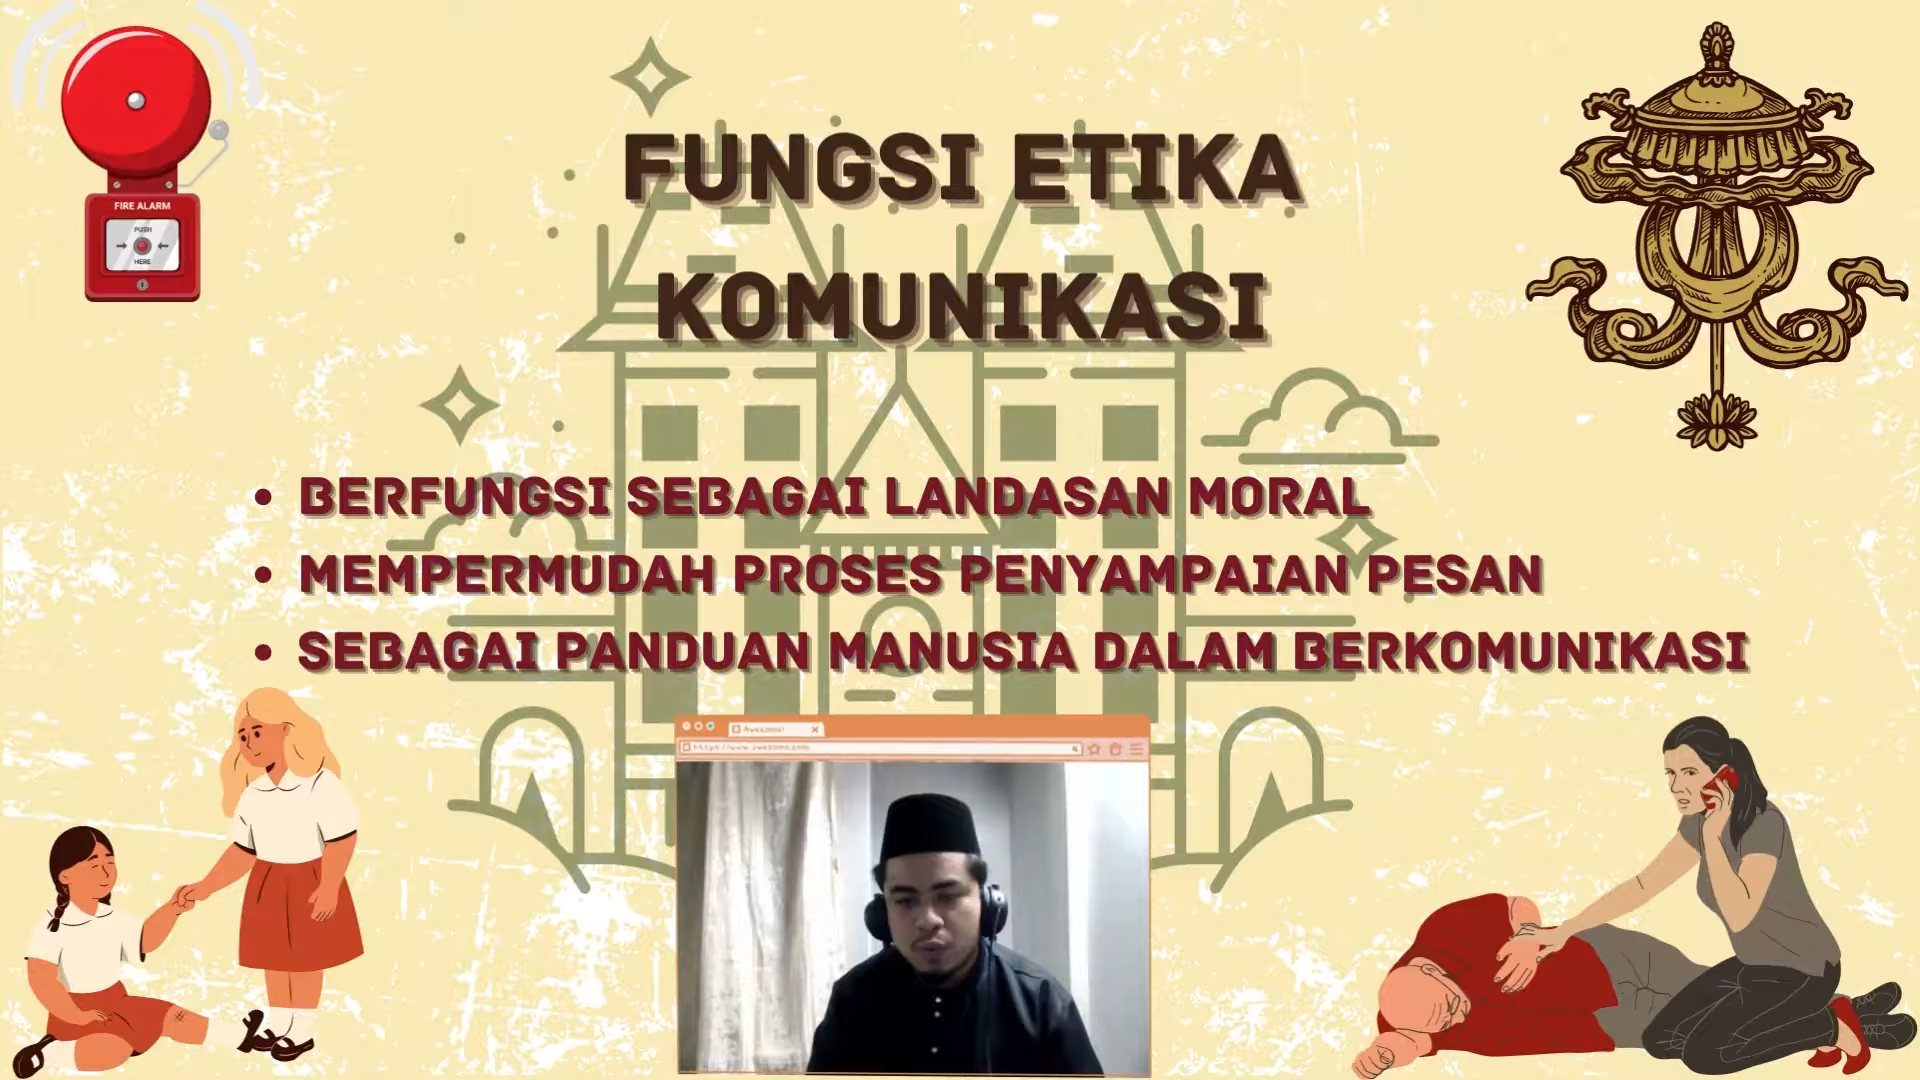 FIRE ALARM
PUSH
HERE
FUNGSI ETIKA
KOMUNIKASI
BERFUNGSI SEBAGAI LANDASAN MORAL
MEMPERMUDAH PROSES PENYAMPAIAN PESAN
SEBAGAI PANDUAN MANUSIA DALAM BERKOMUNIKASI